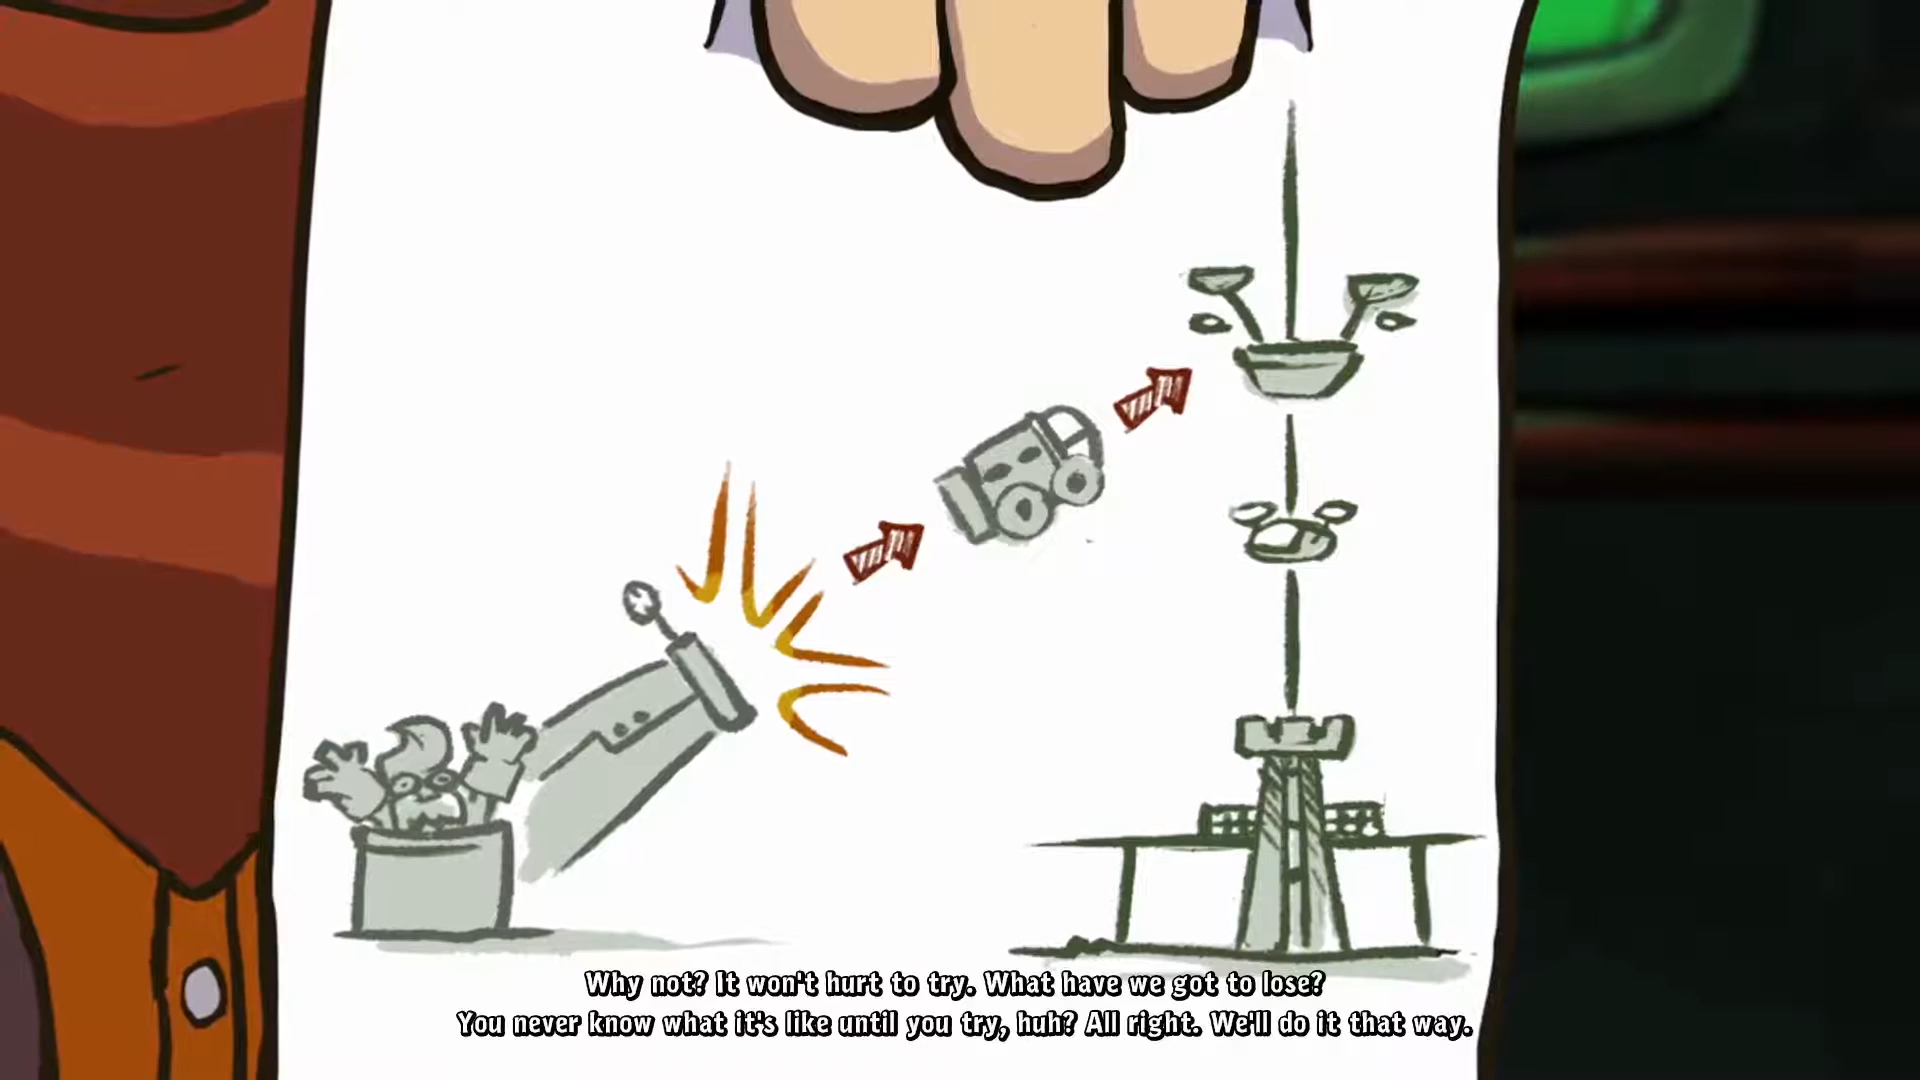 Why not? It won't hurt to try. What have we got to lose?
You never know what it's like until you try, huh? All right. We'll do it that way.